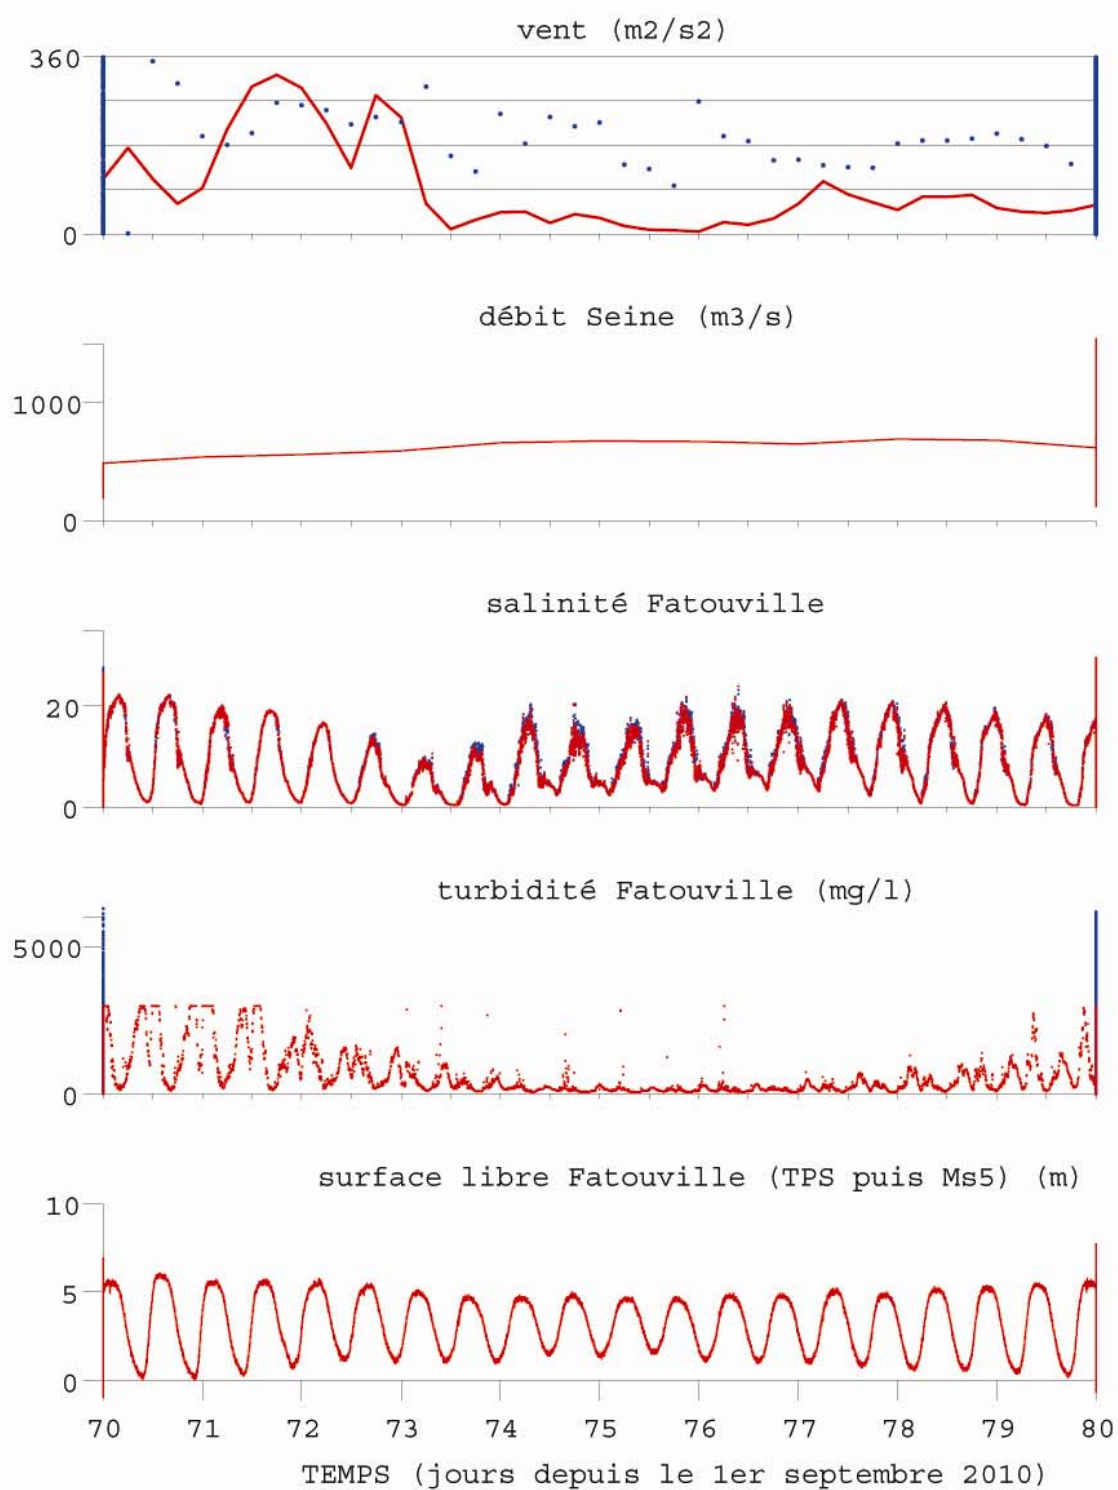 vent (m2/s2)
360
0
débit Seine (m3/s)
1000
0
salinité Fatouville
20
0
turbidité Fatouville (mg/l)
5000
0
surface libre Fatouville (TPS puis Ms5) (m)
10
5
0
70 71 72 73 74 75 76 77 78 79 80
TEMPS (jours depuis le 1er septembre 2010)